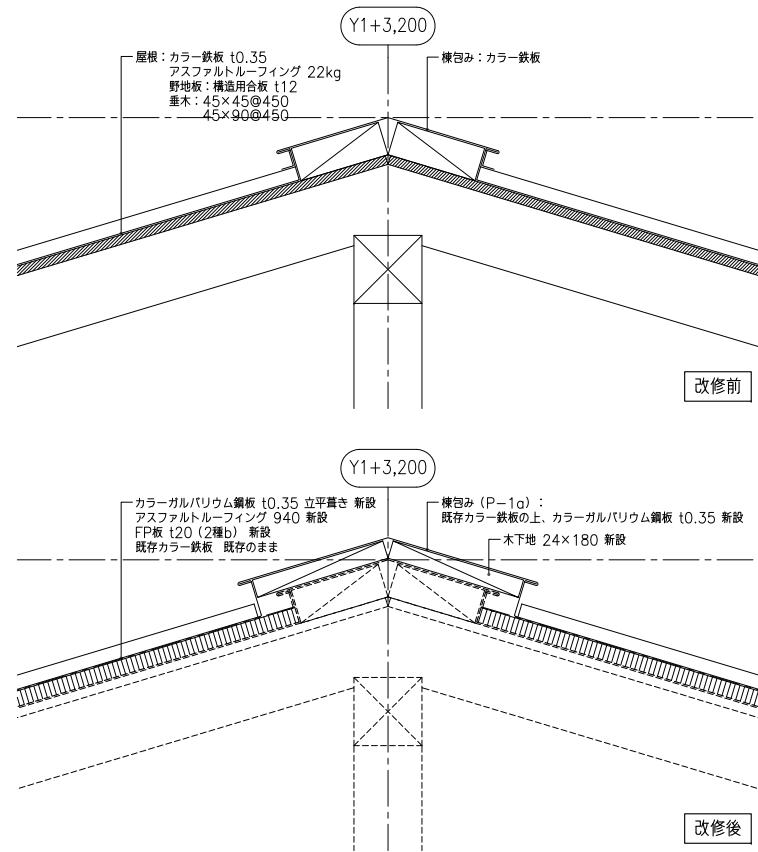 Y1+3,200
屋根：カラー鉄板 t0.35
アスファルトルーフィング 22kg
野地板：構造用合板 t12
垂木：45×45@450
45×90@450
棟包み：カラー鉄板
改修前
Y1+3,200
カラーガルバリウム鋼板 t0.35 立平葺き 新設
アスファルトルーフィング 940 新設
FP板 t20（2種b） 新設
既存カラー鉄板 既存のまま
棟包み（P-1a）：
既存カラー鉄板の上、カラーガルバリウム鋼板 t0.35 新設
木下地 24×180 新設
改修後